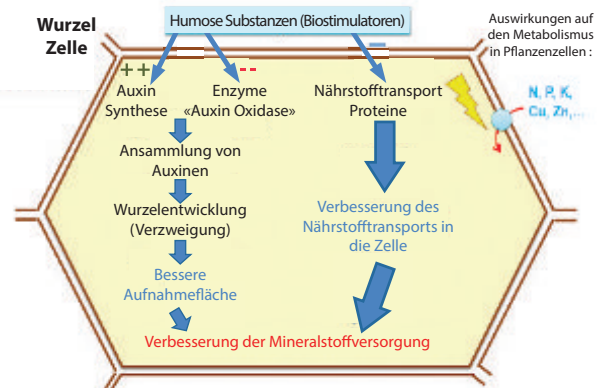 Wurzel
Zelle
Humose Substanzen (Biostimulatoren)
Auswirkungen auf
den Metabolismus
in Pflanzenzellen :
++
Auxin
Synthese
--
Enzyme
«Auxin Oxidase»
Nährstofftransport
Proteine
N, P, K,
Cu, Zn,...
Ansammlung von
Auxinen
Wurzelentwicklung
(Verzweigung)
Bessere
Aufnahmefläche
Verbesserung des
Nährstofftransports in
die Zelle
Verbesserung der Mineralstoffversorgung